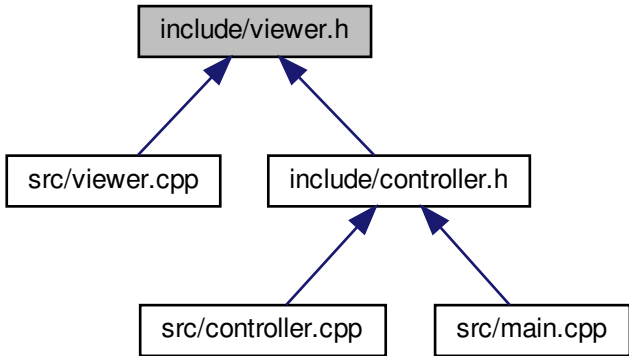 include/viewer.h
src/viewer.cpp
include/controller.h
src/controller.cpp
src/main.cpp